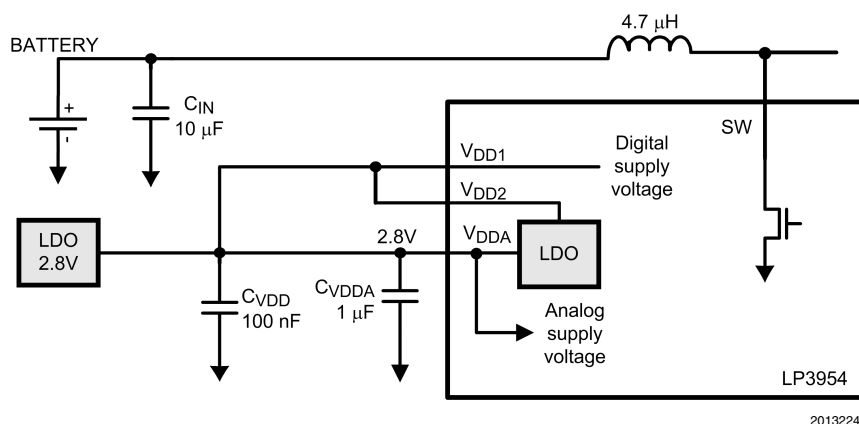 4.7 μH
BATTERY
+
-
CIN
10 μF
SW
VDD1
Digital
supply
voltage
VDD2
LDO
2.8V
2.8V
VDDA
LDO
CVDD
100 nF
CVDDA
1 μF
Analog
supply
voltage
LP3954
2013224